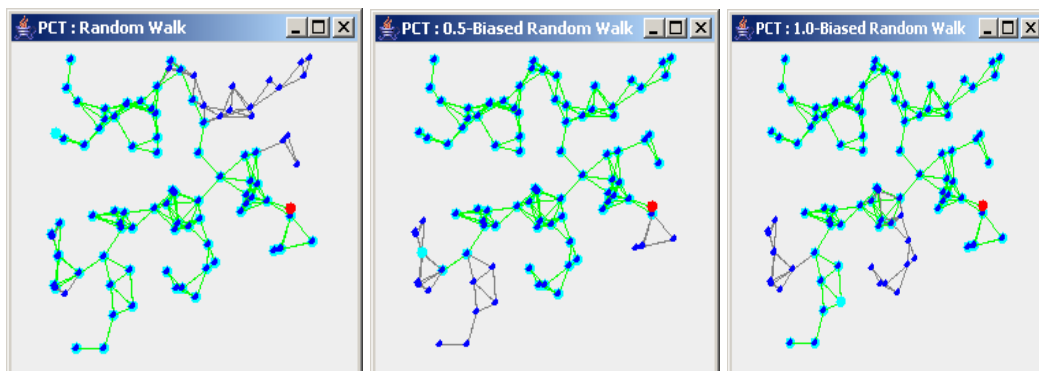 PCT : Random Walk
PCT : 0.5-Biased Random Walk
PCT : 1.0-Biased Random Walk